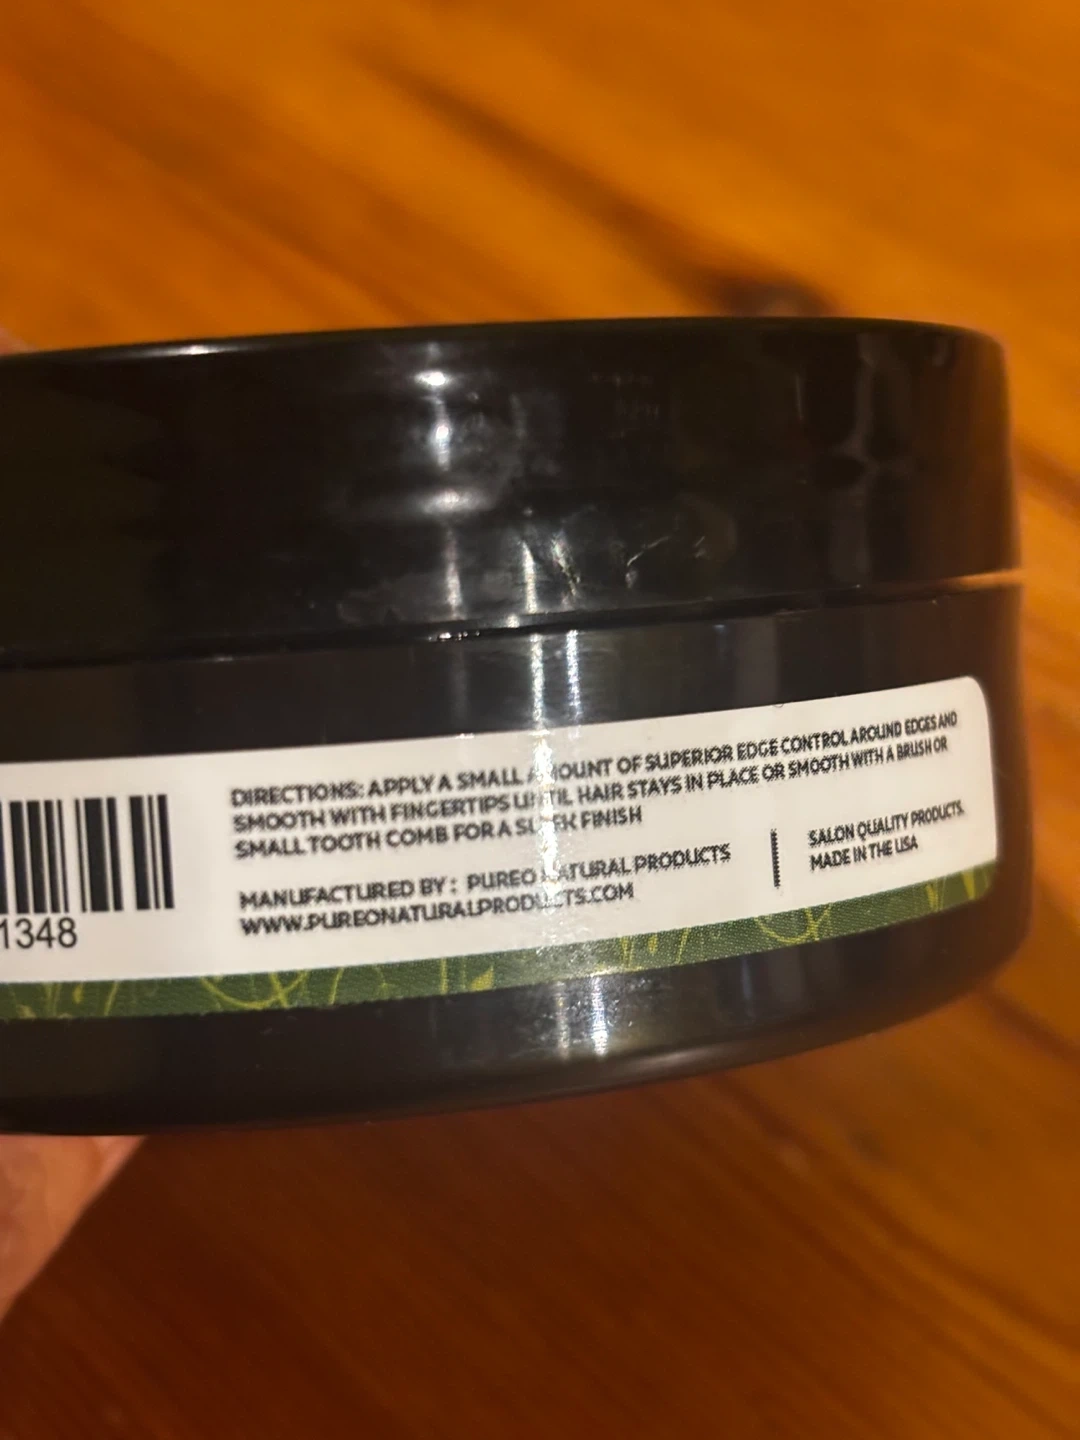 DIRECTIONS: APPLY A SMALL AMOUNT OF SUPERIOR EDGE CONTROL AROUND EDGES AND
SMOOTH WITH FINGERTIPS UNTIL HAIR STAYS IN PLACE OR SMOOTH WITH A BRUSH OR
SMALL TOOTH COMB FOR A SLEEK FINISH
MANUFACTURED BY: PUREO NATURAL PRODUCTS
WWW.PUREONATURALPRODUCTS.COM
SALON QUALITY PRODUCTS.
MADE IN THE USA
1348